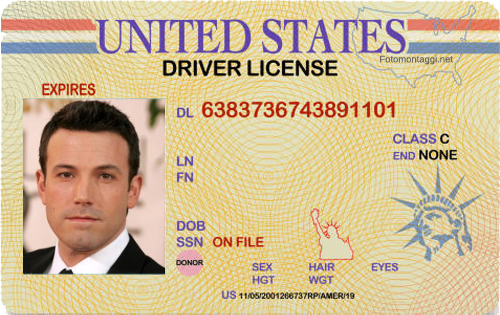 UNITED STATES
Fotomontaggi.net
DRIVER LICENSE
EXPIRES
DL 6383736743891101
CLASS C
END NONE
LN
FN
DOB
SSN ON FILE
DONOR
SEX HAIR EYES
HGT WGT
US 11/05/2001266737RP/AMER/19